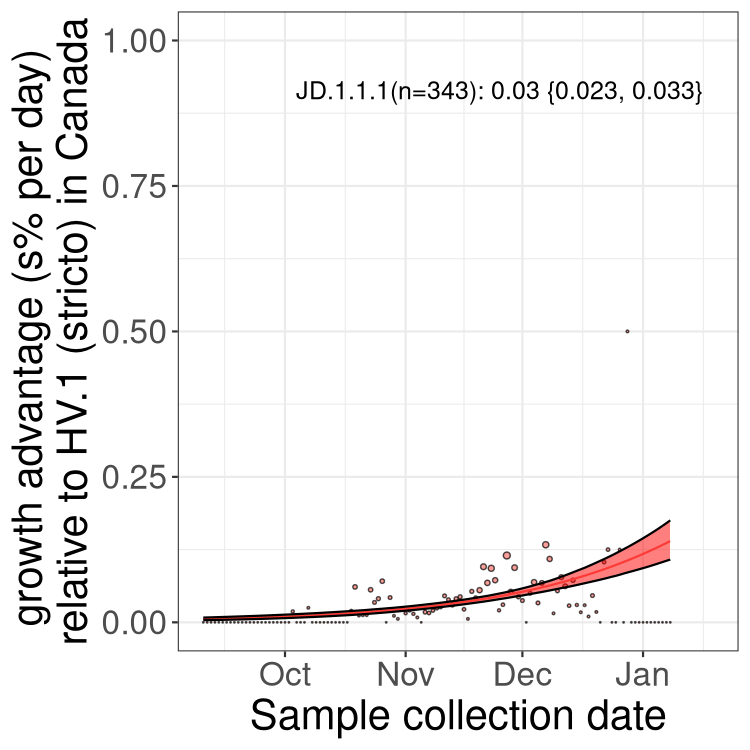 growth advantage (s% per day)
relative to HV.1 (stricto) in Canada
1.00
0.75
0.50
0.25
0.00
JD.1.1.1(n=343): 0.03 {0.023, 0.033}
Oct Nov Dec Jan
Sample collection date